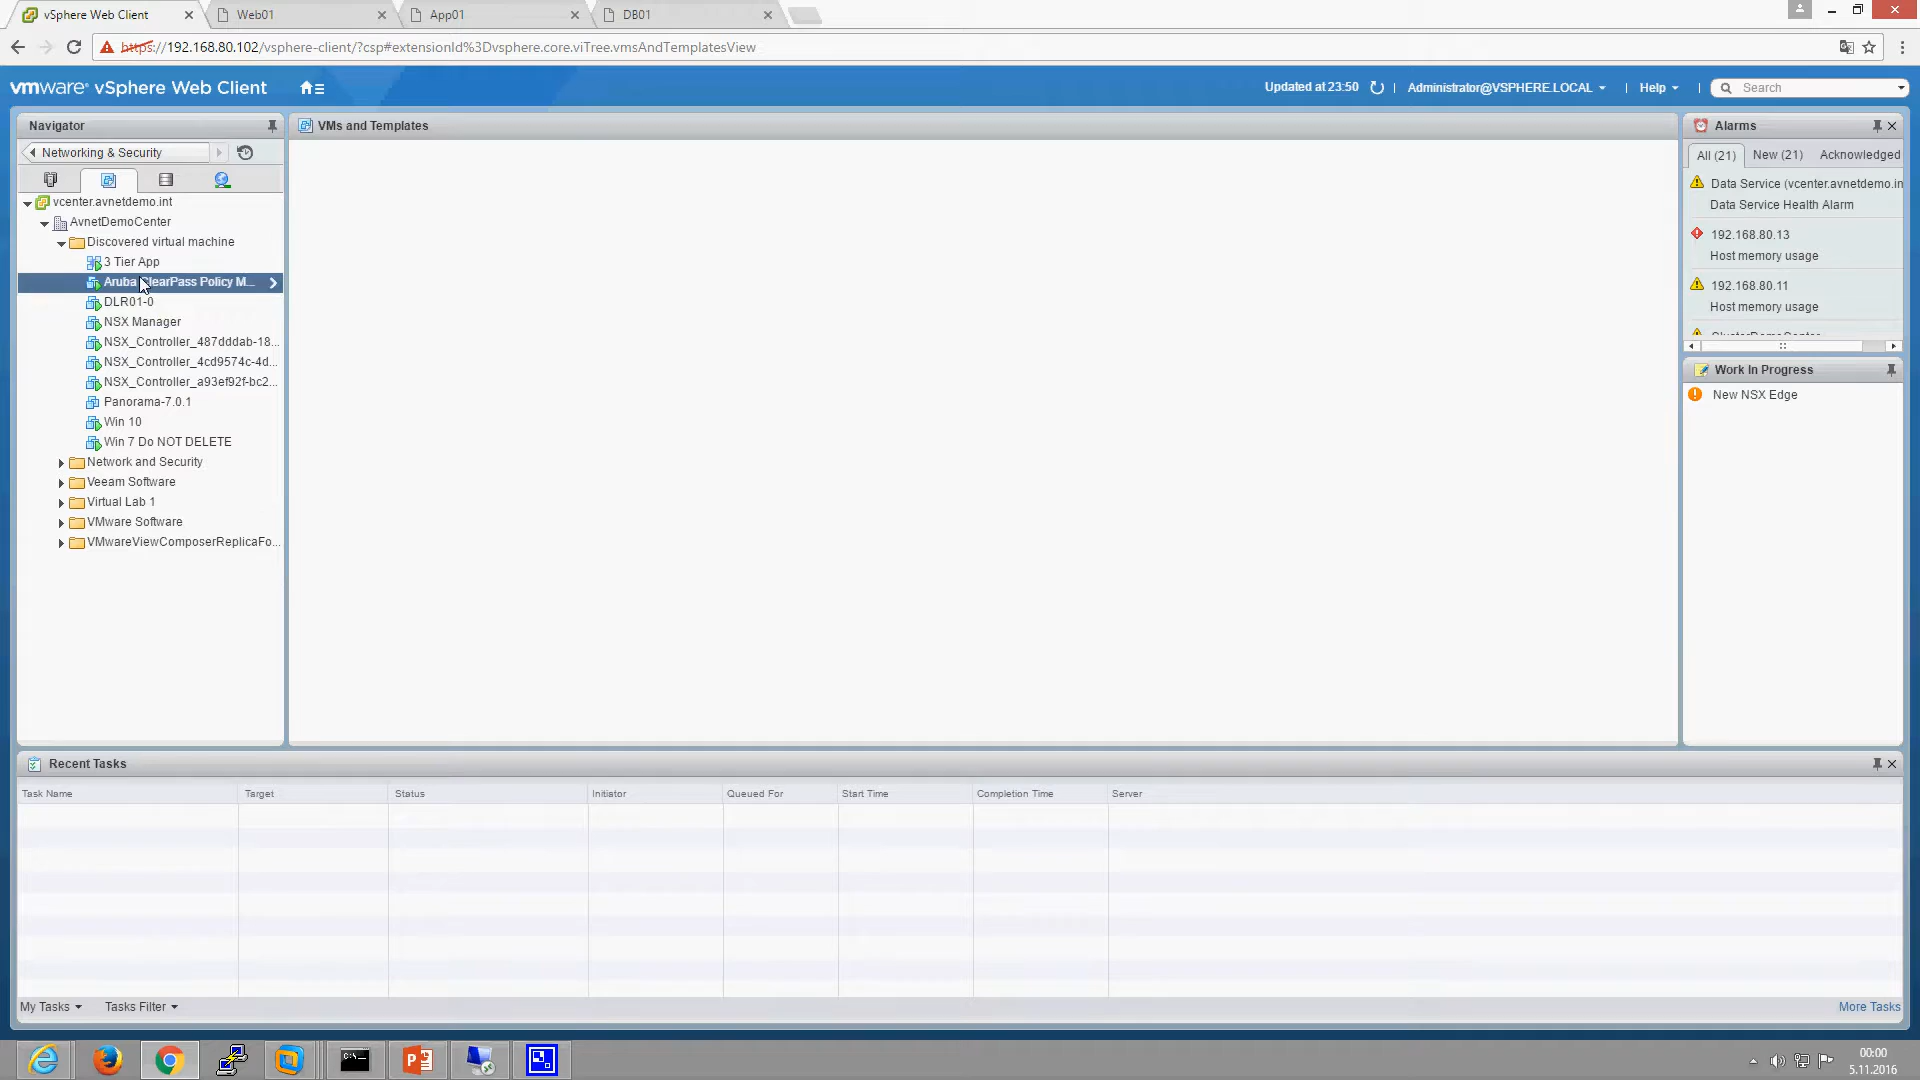 vSphere Web Client
Web01
App01
DB01
https://192.168.80.102/vsphere-client/?csp#extensionId%3Dvsphere.core.viTree.vmsAndTemplatesView
vmware® vSphere Web Client
Updated at 23:50
Administrator@VSPHERE.LOCAL
Help
Search
Navigator
Networking & Security
vcenter.avnetdemo.int
AvnetDemoCenter
Discovered virtual machine
3 Tier App
Aruba ClearPass Policy M...
DLR01-0
NSX Manager
NSX_Controller_487dddab-18...
NSX_Controller_4cd9574c-4d...
NSX_Controller_a93ef92f-bc2...
Panorama-7.0.1
Win 10
Win 7 Do NOT DELETE
Network and Security
Veeam Software
Virtual Lab 1
VMware Software
VMwareViewComposerReplicaFo...
VMs and Templates
Alarms
All (21) New (21) Acknowledged
Data Service (vcenter.avnetdemo.in
Data Service Health Alarm
192.168.80.13
Host memory usage
192.168.80.11
Host memory usage
ClusterDemoCenter
Work In Progress
New NSX Edge
Recent Tasks
Task Name Target Status Initiator Queued For Start Time Completion Time Server
My Tasks Tasks Filter More Tasks
00:00
5.11.2016